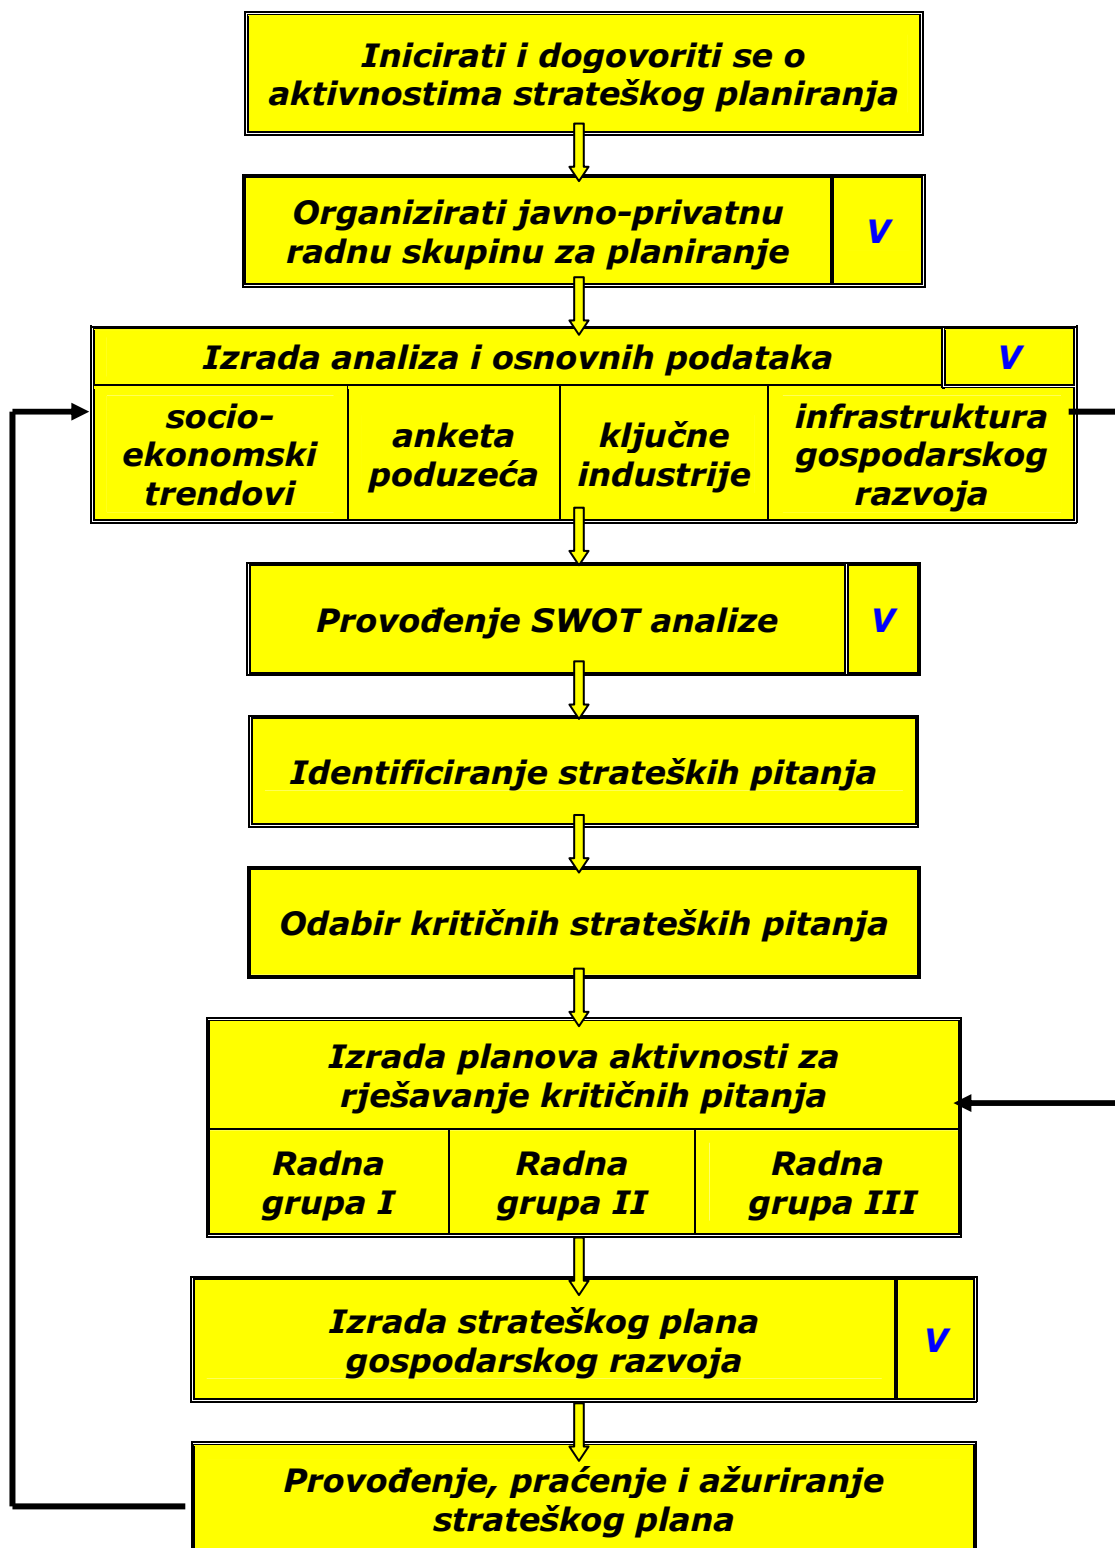 Inicirati i dogovoriti se o
aktivnostima strateškog planiranja
Organizirati javno-privatnu
radnu skupinu za planiranje
V
Izrada analiza i osnovnih podataka
V
socio-
ekonomski
trendovi
anketa
poduzeća
ključne
industrije
infrastruktura
gospodarskog
razvoja
Provođenje SWOT analize
V
Identificiranje strateških pitanja
Odabir kritičnih strateških pitanja
Izrada planova aktivnosti za
rješavanje kritičnih pitanja
Radna
grupa I
Radna
grupa II
Radna
grupa III
Izrada strateškog plana
gospodarskog razvoja
V
Provođenje, praćenje i ažuriranje
strateškog plana